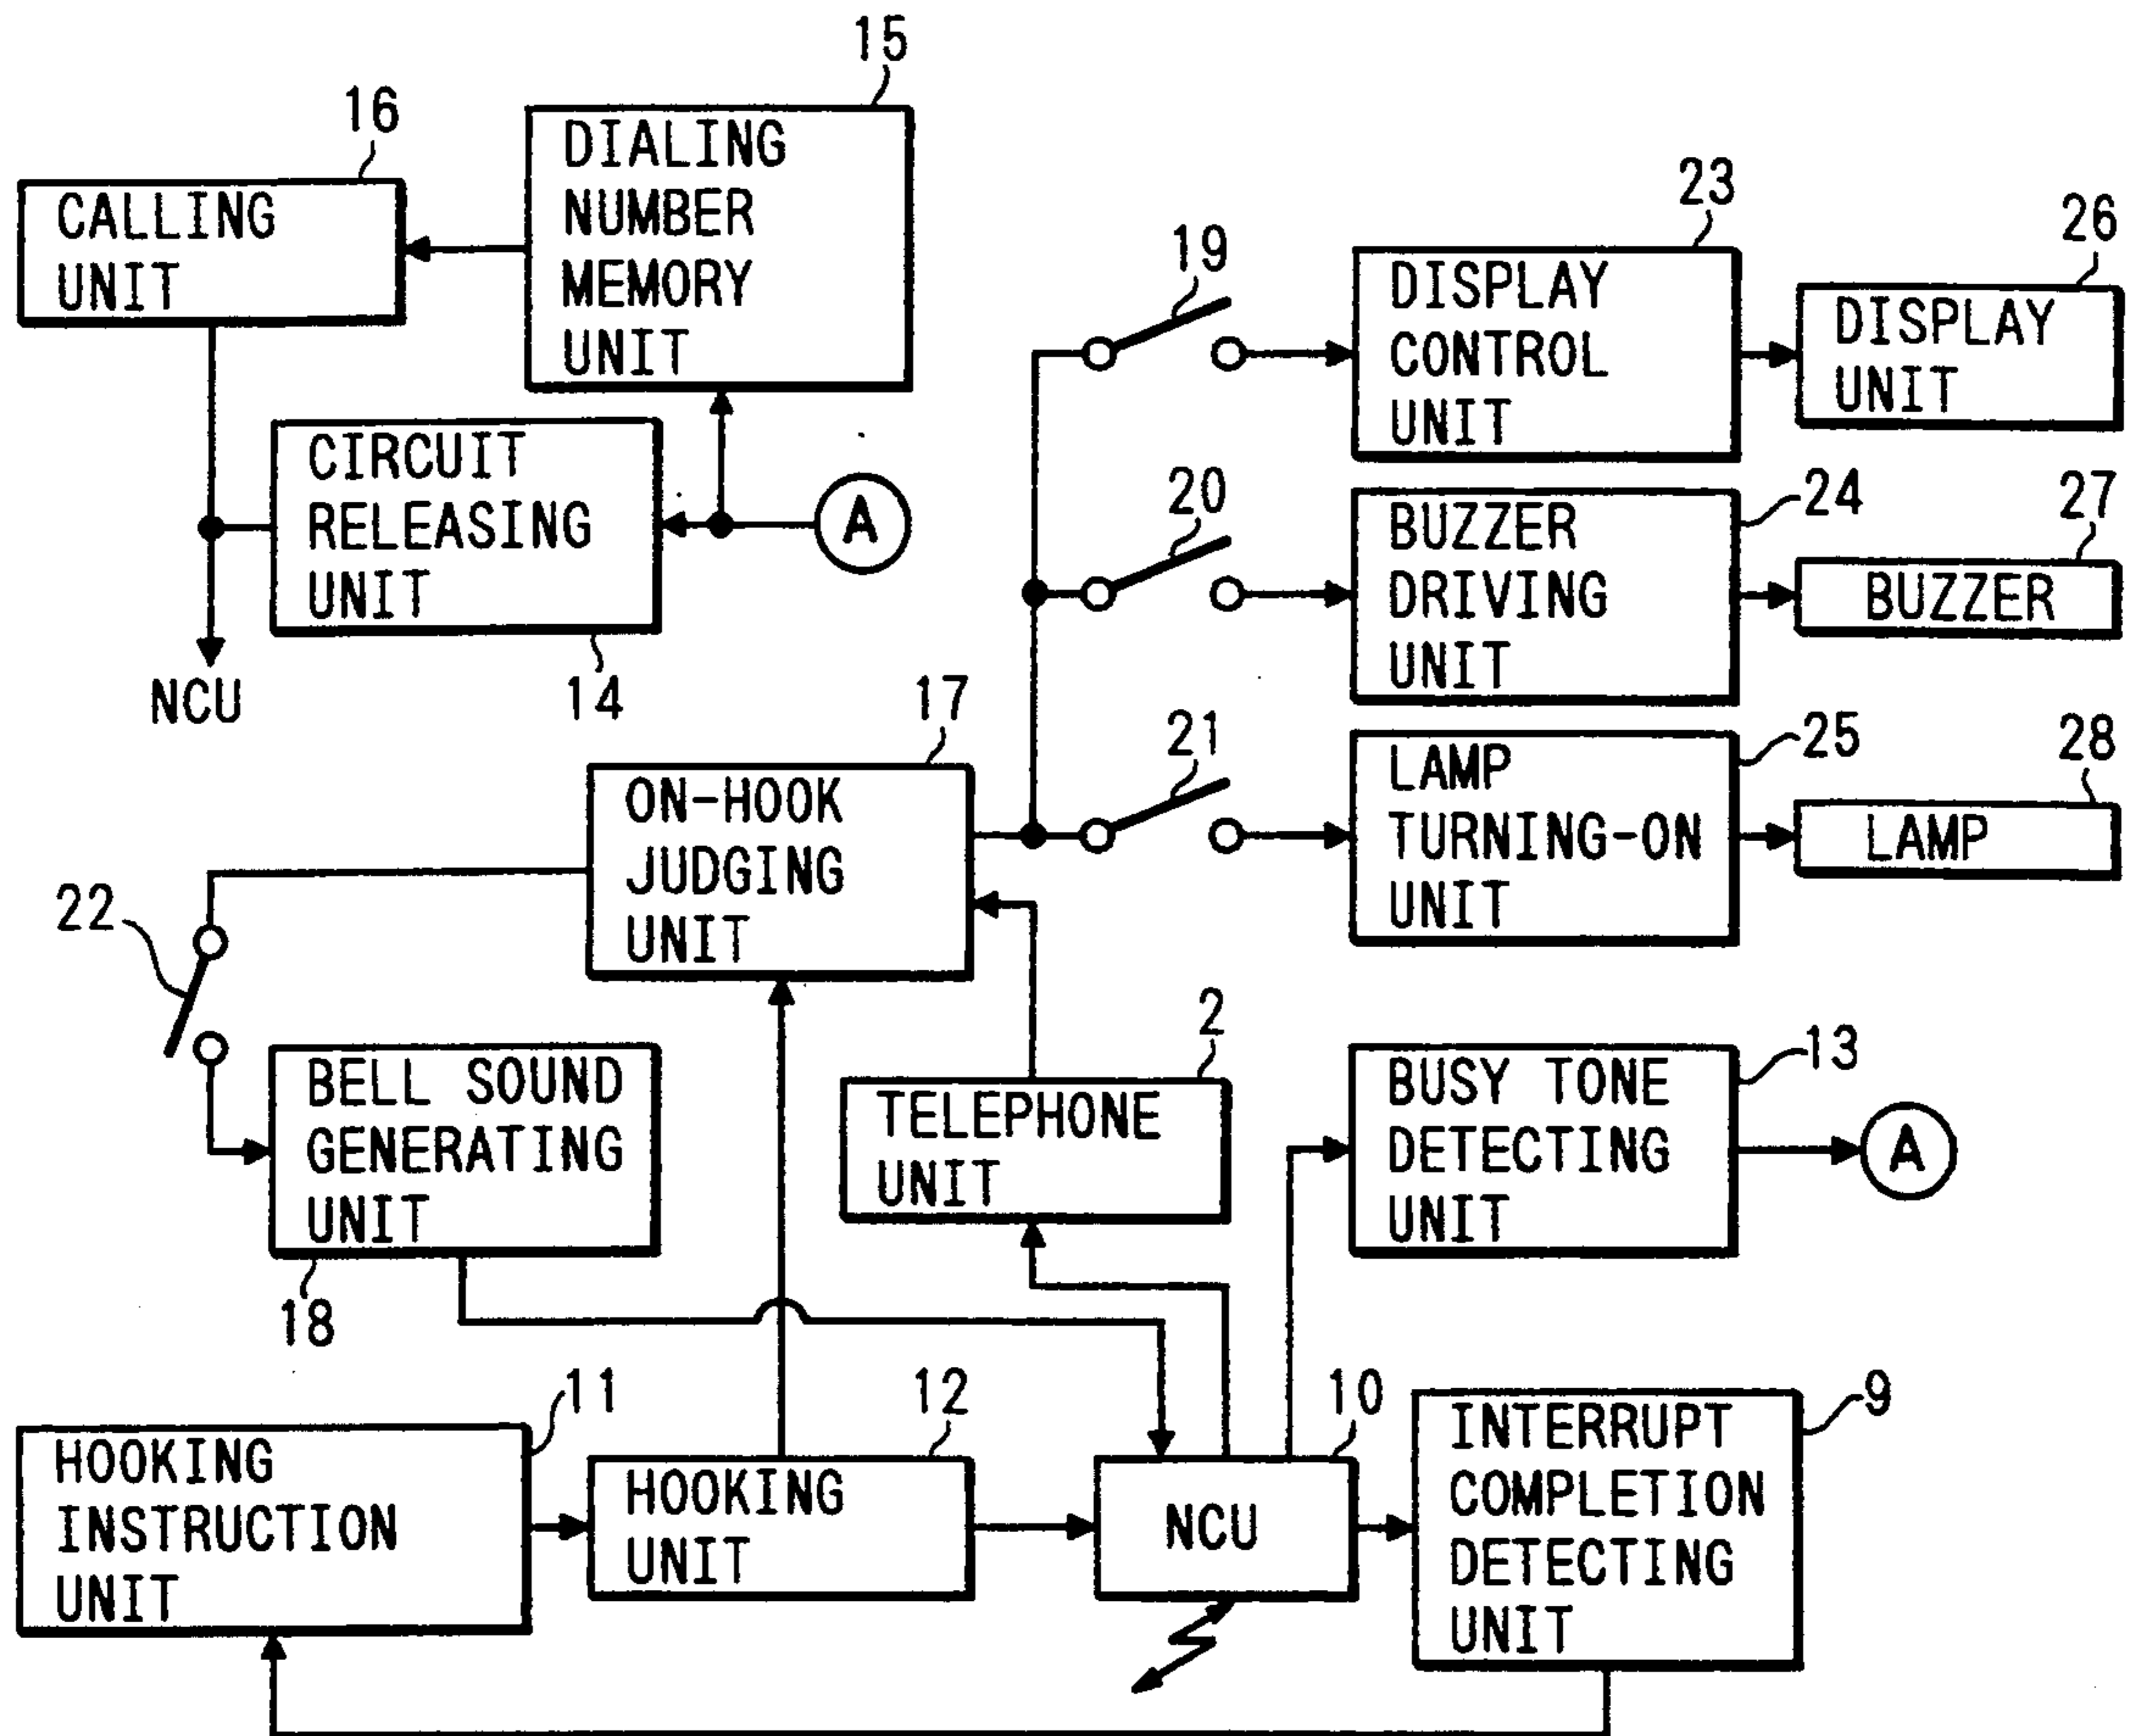 15
16
DIALING
NUMBER
MEMORY
UNIT
CALLING
UNIT
23
26
19
DISPLAY
CONTROL
UNIT
DISPLAY
UNIT
CIRCUIT
RELEASING
UNIT
A
14
NCU
20
BUZZER
DRIVING
UNIT
24
27
BUZZER
17
21
LAMP
TURNING-ON
UNIT
25
28
LAMP
ON-HOOK
JUDGING
UNIT
22
2
13
BELL SOUND
GENERATING
UNIT
18
TELEPHONE
UNIT
BUSY TONE
DETECTING
UNIT
A
11
12
10
9
HOOKING
INSTRUCTION
UNIT
HOOKING
UNIT
NCU
INTERRUPT
COMPLETION
DETECTING
UNIT